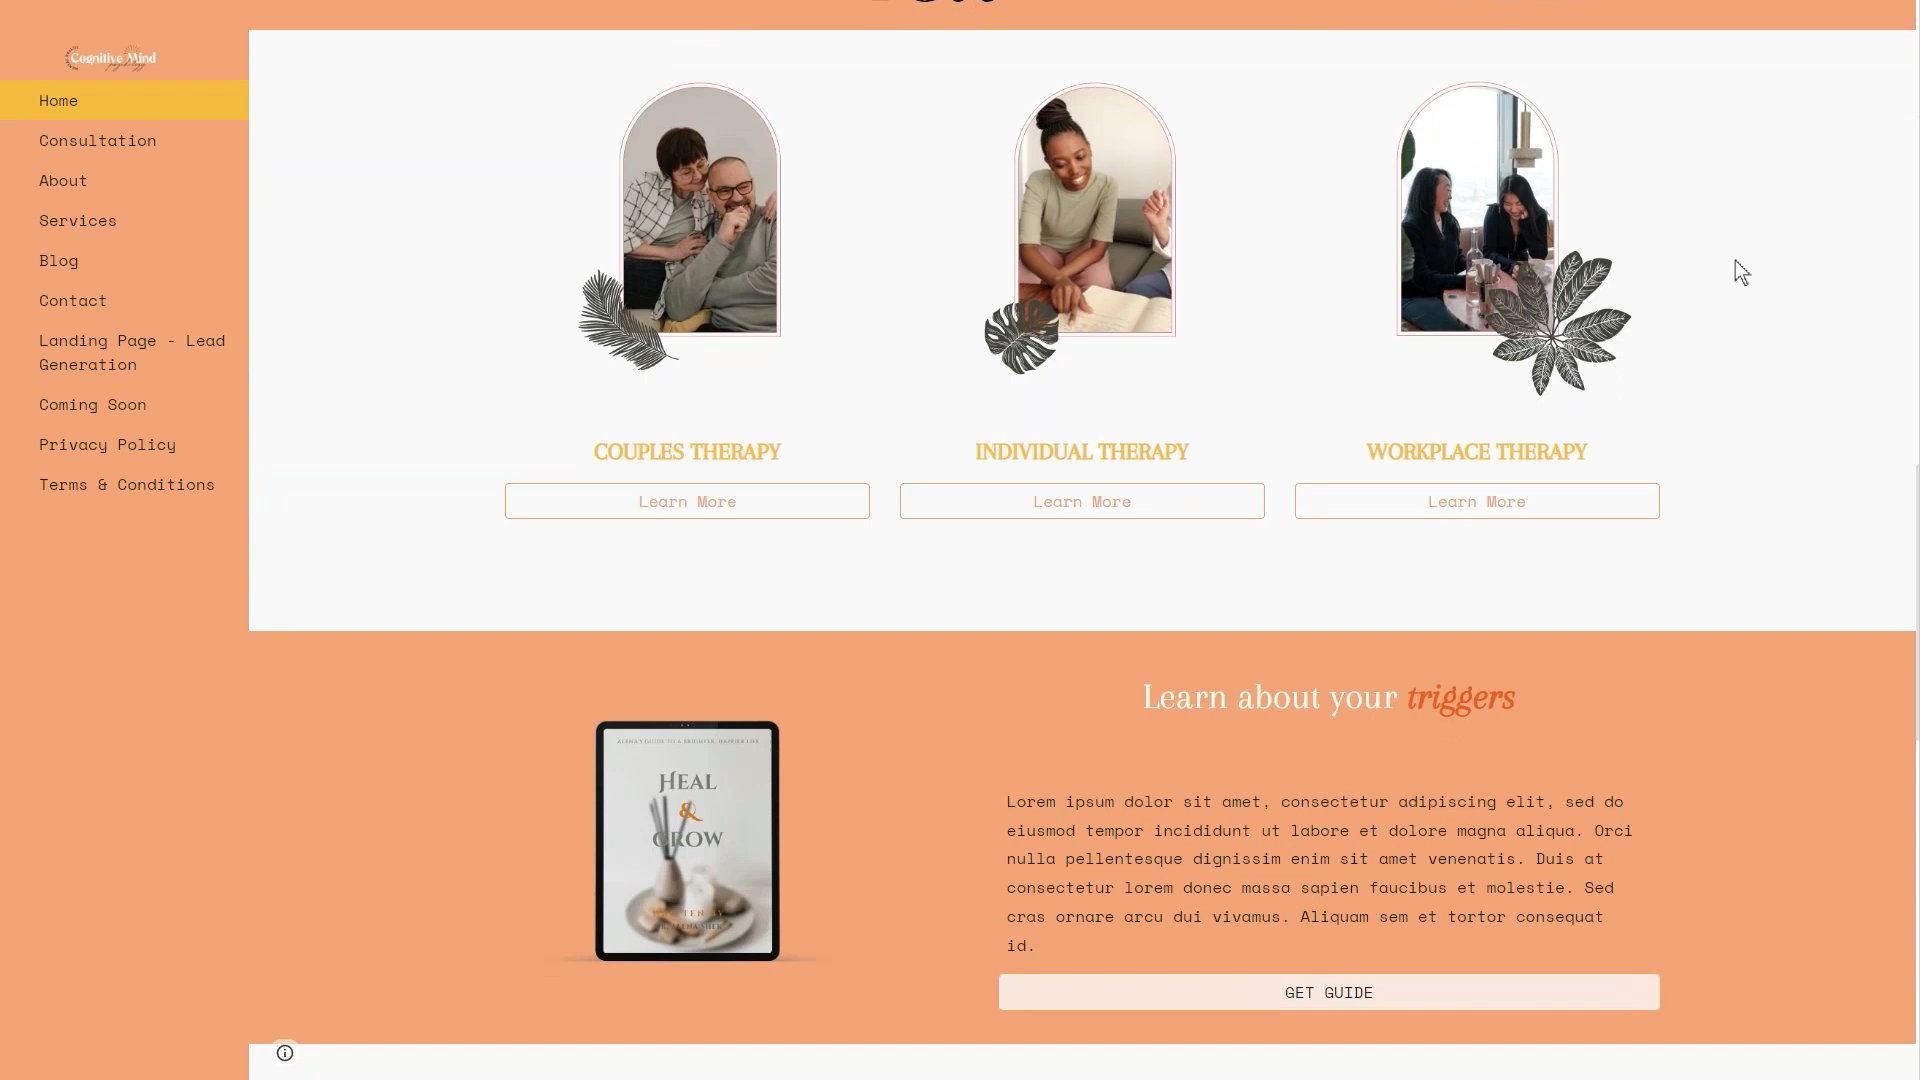 Cognitive Mind
psychology
Home
Consultation
About
Services
Blog
Contact
Landing Page - Lead
Generation
Coming Soon
Privacy Policy
Terms & Conditions
COUPLES THERAPY
INDIVIDUAL THERAPY
WORKPLACE THERAPY
Learn More
Learn More
Learn More
Learn about your triggers
HEAL
&
GROW
Lorem ipsum dolor sit amet, consectetur adipiscing elit, sed do
eiusmod tempor incididunt ut labore et dolore magna aliqua. Orci
nulla pellentesque dignissim enim sit amet venenatis. Duis at
consectetur lorem donec massa sapien faucibus et molestie. Sed
cras ornare arcu dui vivamus. Aliquam sem et tortor consequat
id.
GET GUIDE